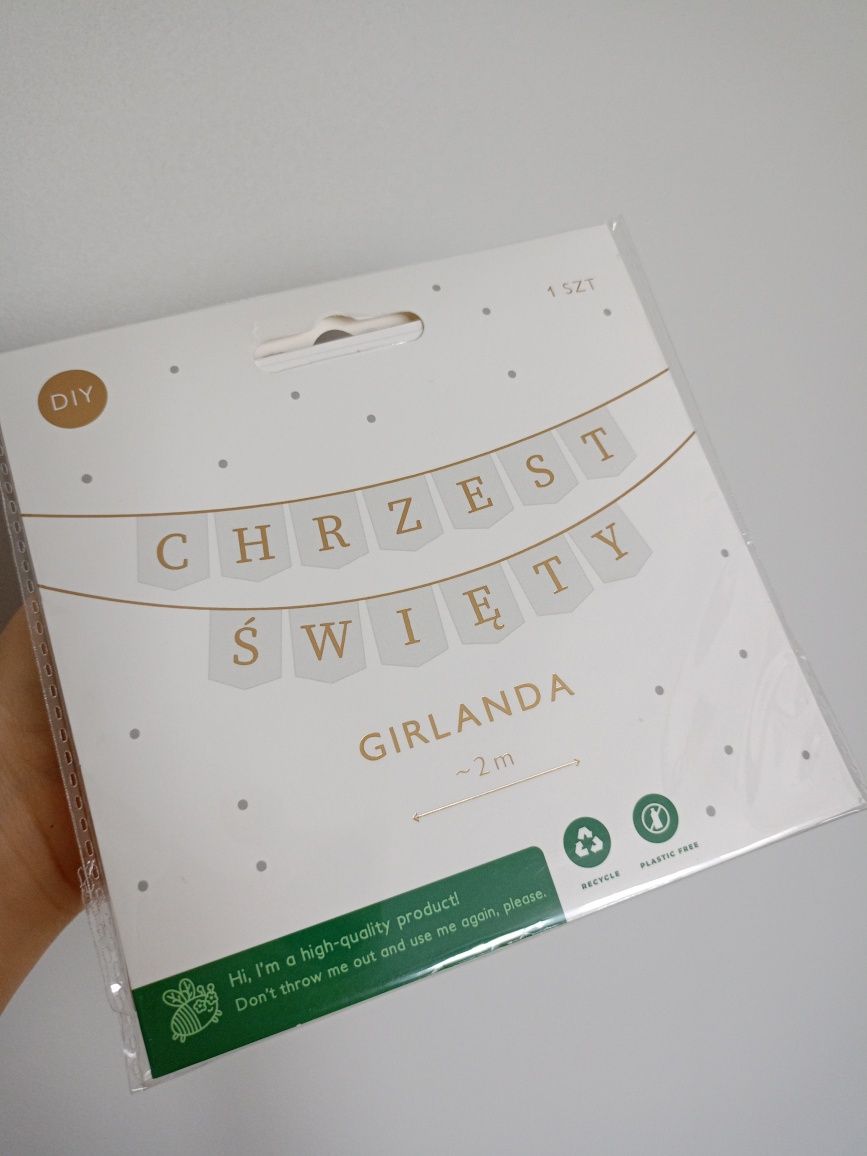 1 SZT
DIY
CHRZEST
ŚWIĘTY
GIRLANDA
~2m
RECYCLE
PLASTIC FREE
Hi, I'm a high-quality product!
Don't throw me out and use me again, please.